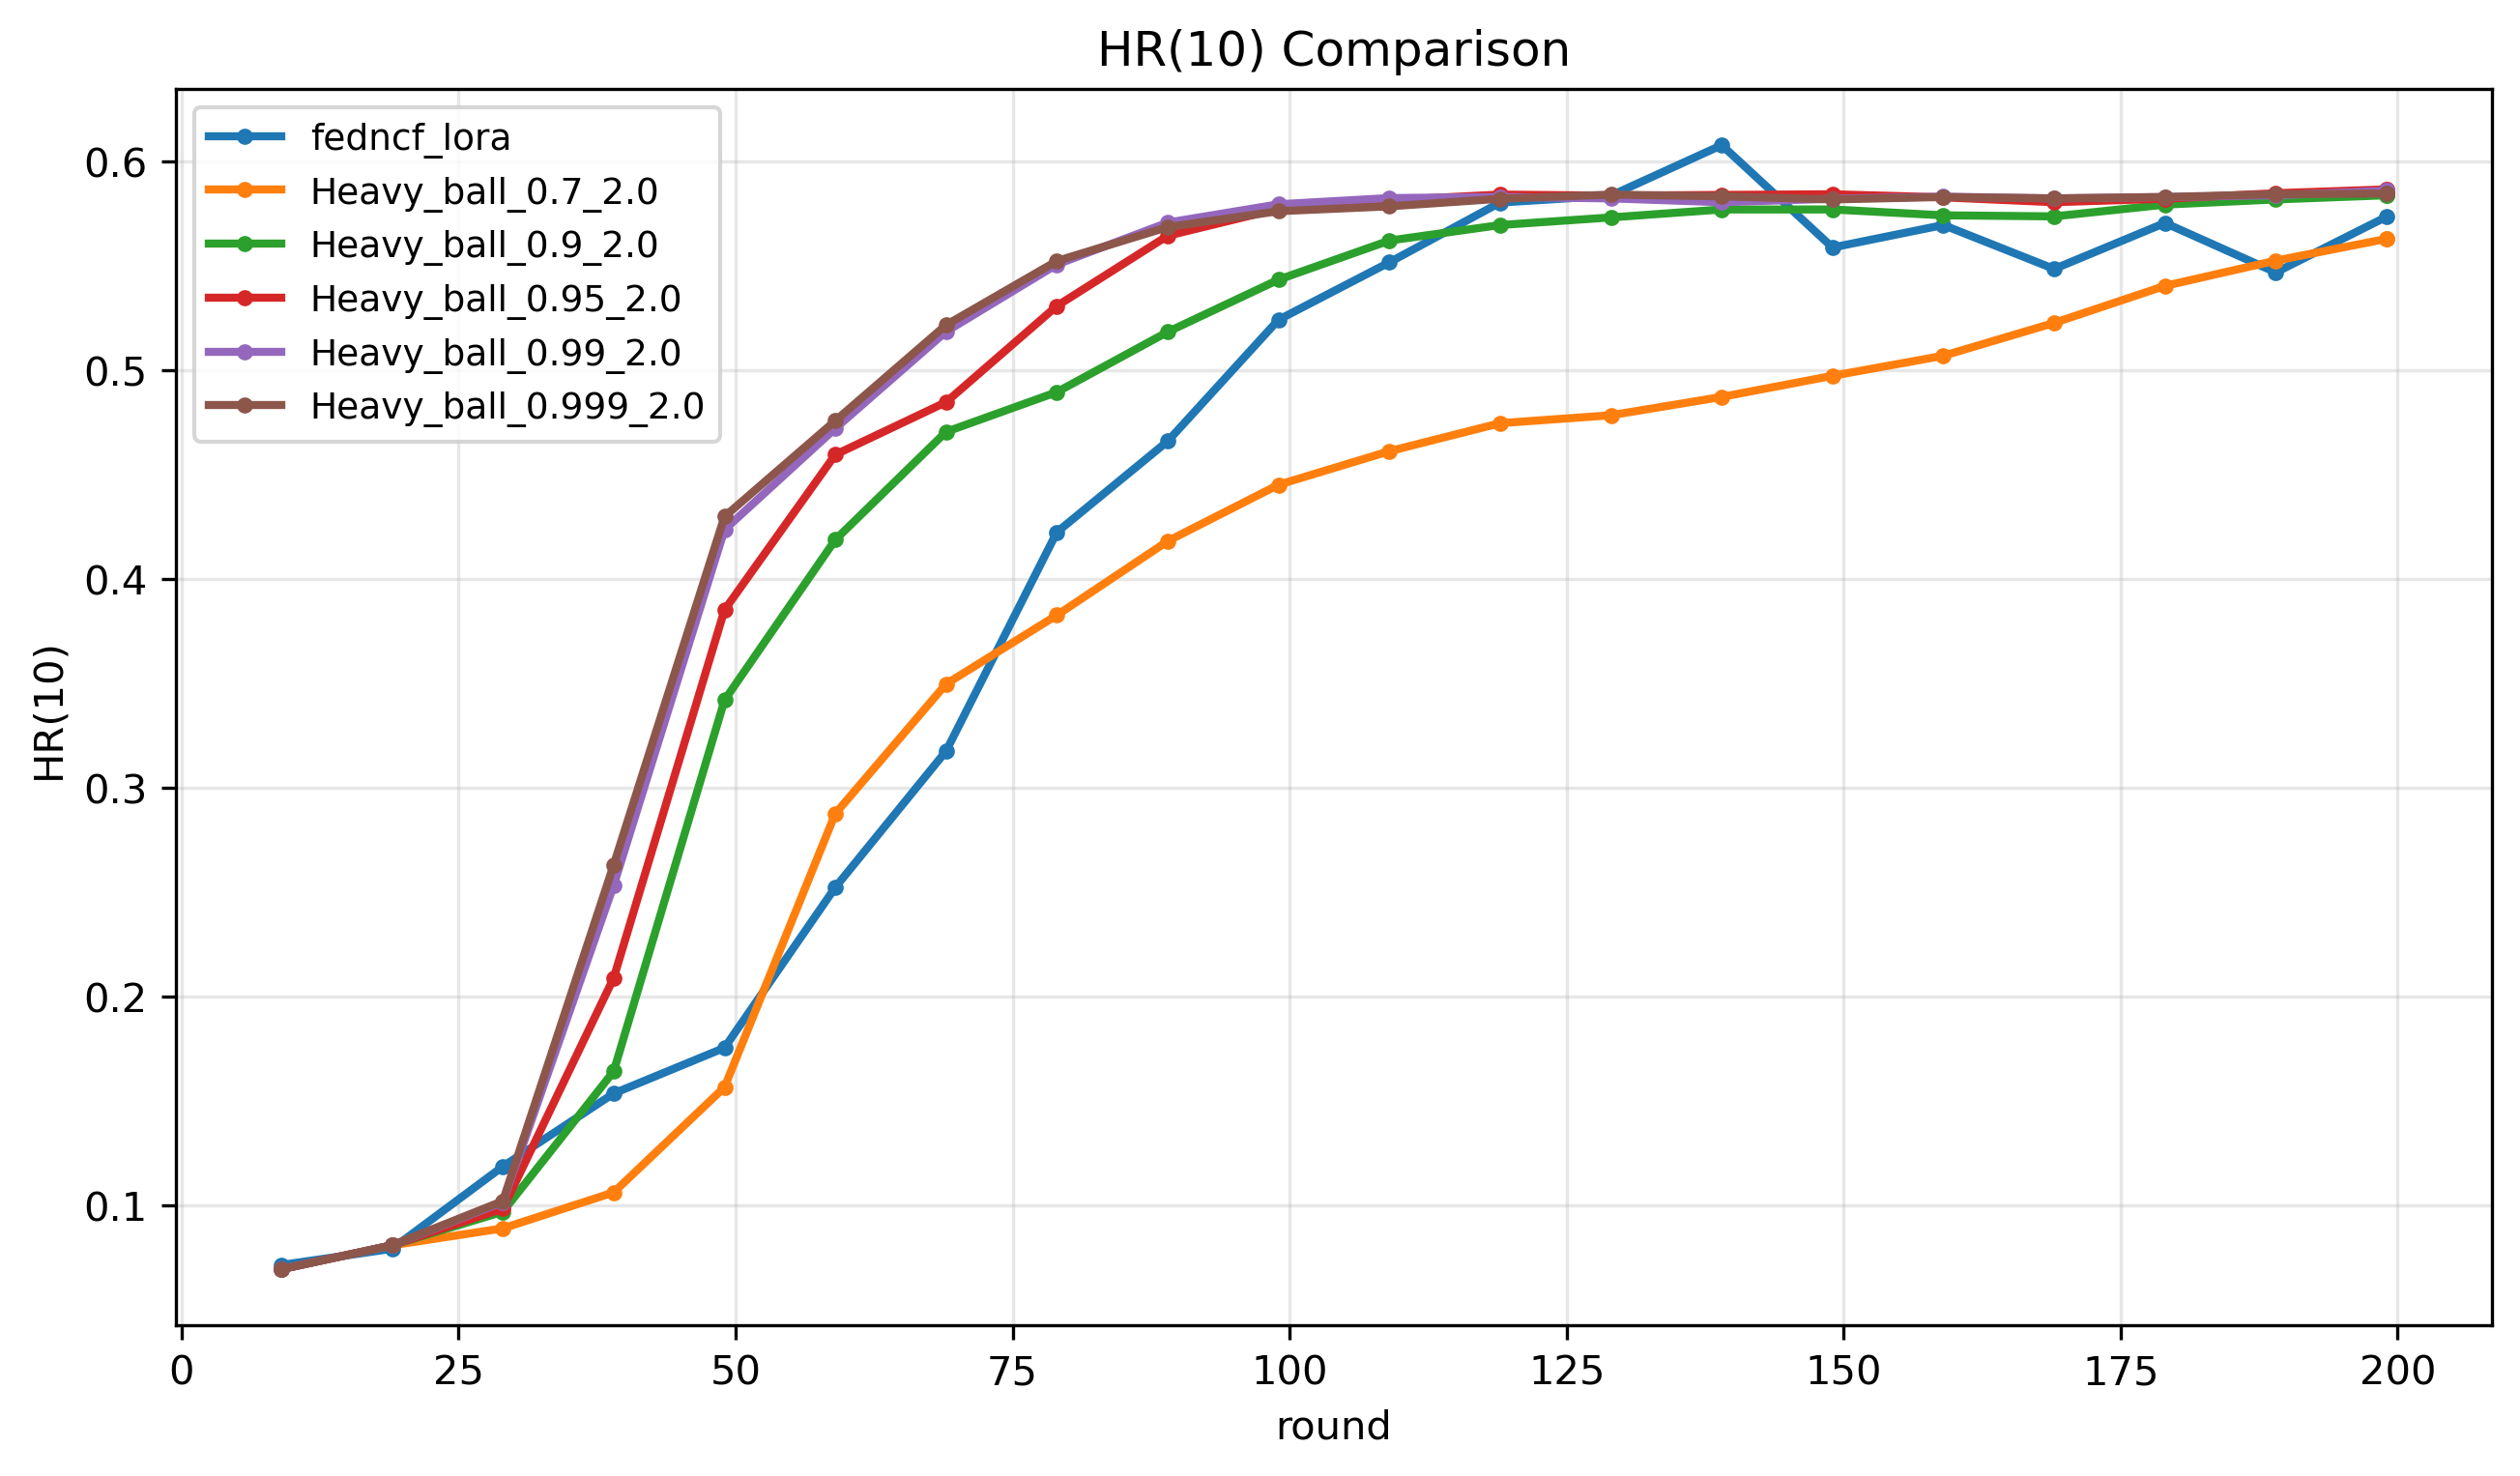 HR(10) Comparison
fedncf_lora
Heavy_ball_0.7_2.0
Heavy_ball_0.9_2.0
Heavy_ball_0.95_2.0
Heavy_ball_0.99_2.0
Heavy_ball_0.999_2.0
HR(10)
0.6
0.5
0.4
0.3
0.2
0.1
0 25 50 75 100 125 150 175 200
round